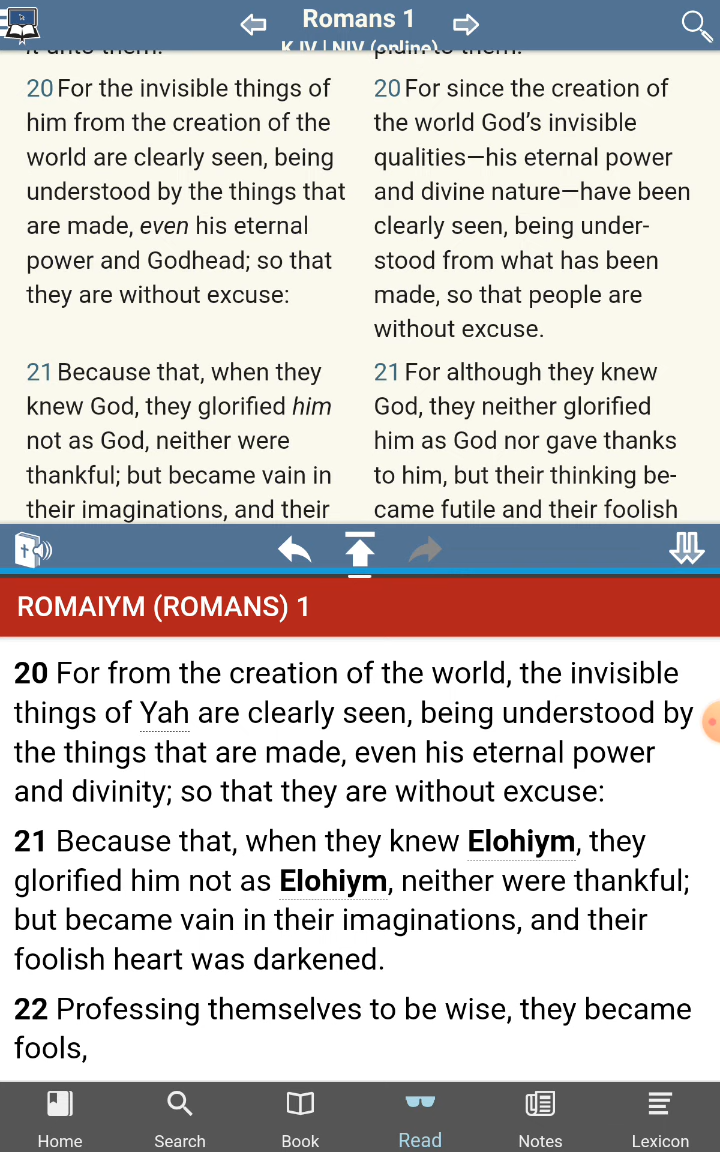 Romans 1
KJV | NIV (online)
it unto them.
20 For the invisible things of
him from the creation of the
world are clearly seen, being
understood by the things that
are made, even his eternal
power and Godhead; so that
they are without excuse:
21 Because that, when they
knew God, they glorified him
not as God, neither were
thankful; but became vain in
their imaginations, and their
plain to them.
20 For since the creation of
the world God’s invisible
qualities—his eternal power
and divine nature—have been
clearly seen, being under-
stood from what has been
made, so that people are
without excuse.
21 For although they knew
God, they neither glorified
him as God nor gave thanks
to him, but their thinking be-
came futile and their foolish
ROMAIYM (ROMANS) 1
20 For from the creation of the world, the invisible
things of Yah are clearly seen, being understood by
the things that are made, even his eternal power
and divinity; so that they are without excuse:
21 Because that, when they knew Elohiym, they
glorified him not as Elohiym, neither were thankful;
but became vain in their imaginations, and their
foolish heart was darkened.
22 Professing themselves to be wise, they became
fools,
Home Search Book Read Notes Lexicon